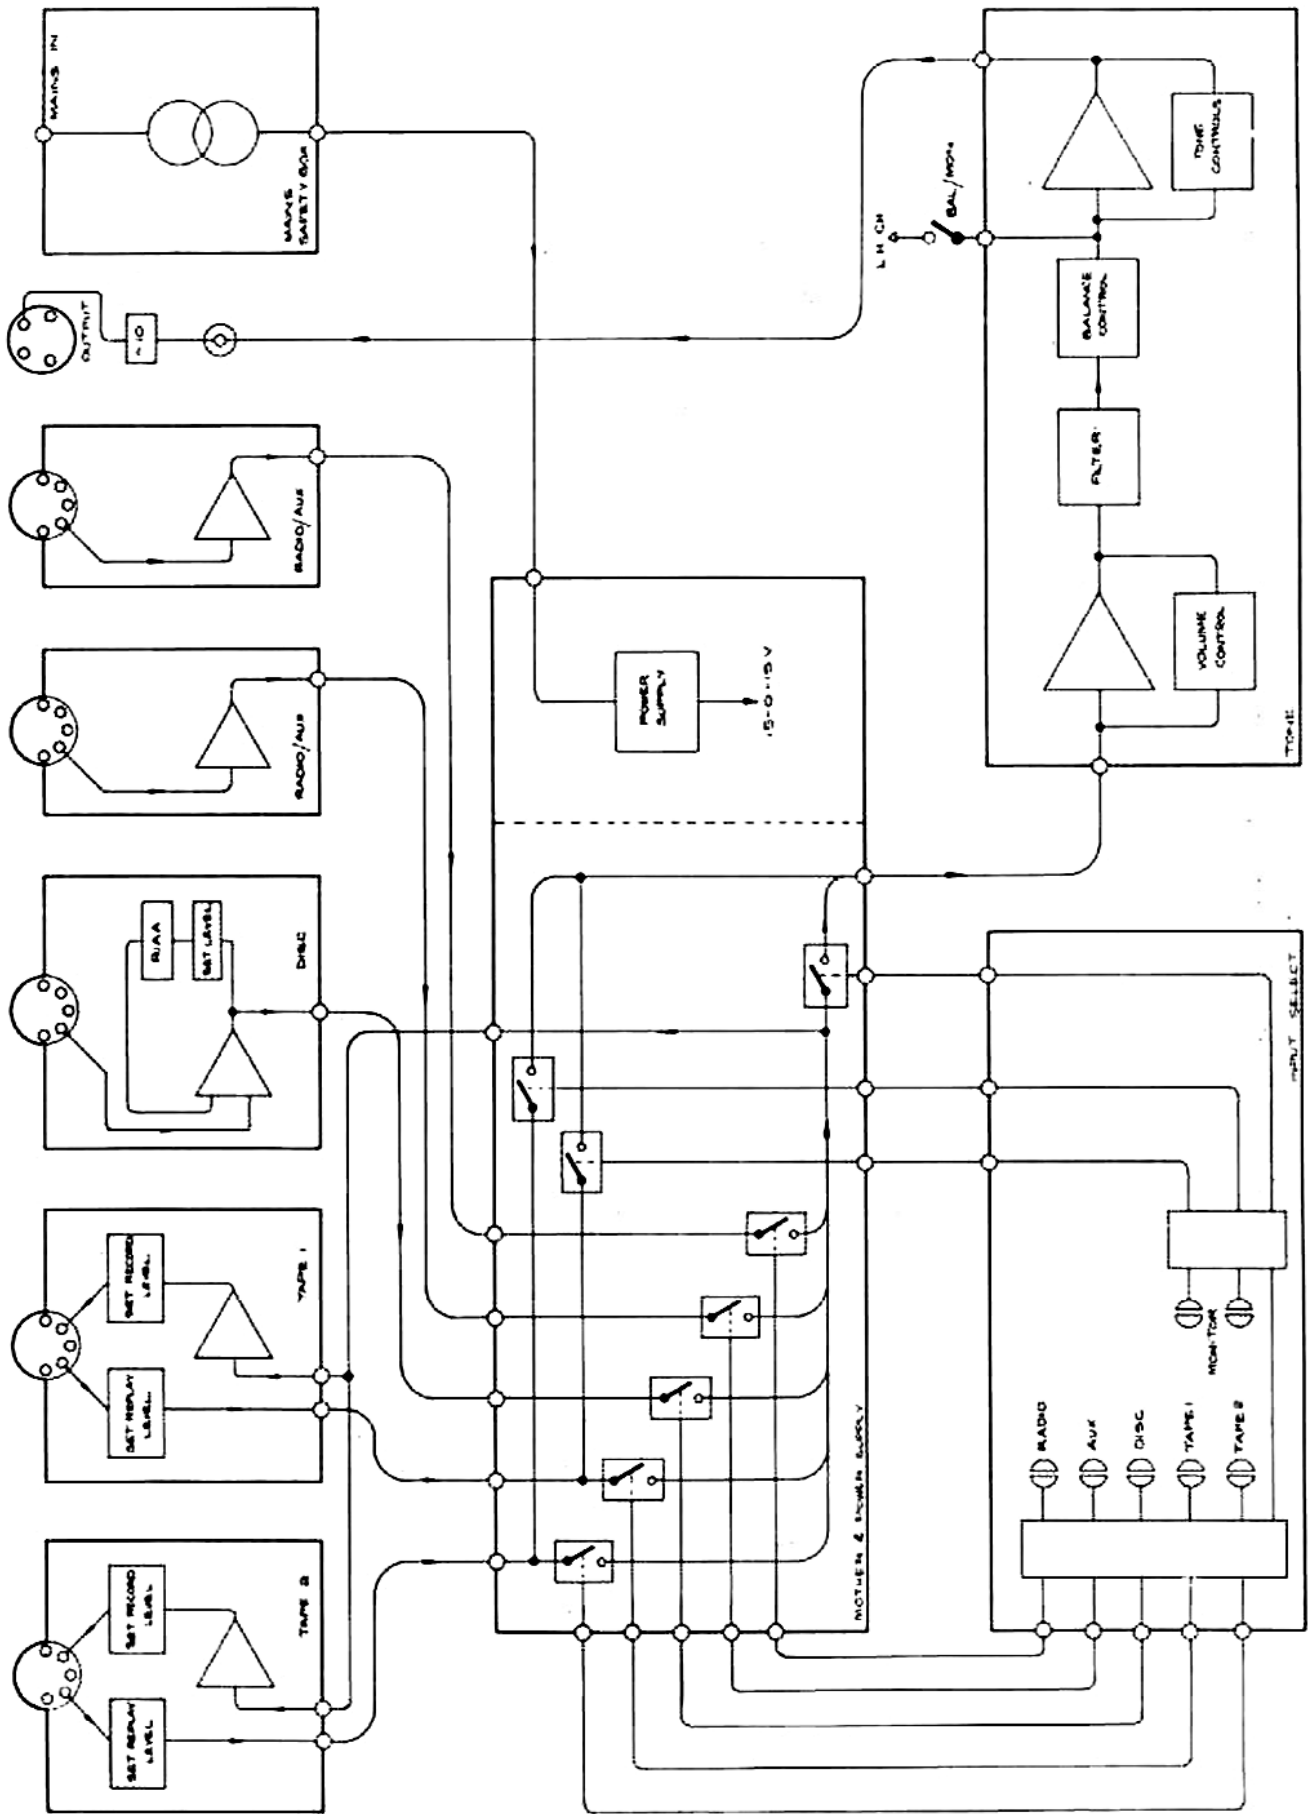 MAINS IN
MAINS
SAFETY BOX
OUTPUT
RADIO/AUX
RADIO/AUX
RIAA
SET LEVEL
DISC
SET RECORD
LEVEL
SET REPLAY
LEVEL
TAPE 1
SET RECORD
LEVEL
SET REPLAY
LEVEL
TAPE 2
POWER
SUPPLY
15-0-15V
MOTHER & POWER SUPPLY
L H CH
BAL/MON
TONE
CONTROLS
BALANCE
CONTROL
FILTER
VOLUME
CONTROL
TONE
INPUT SELECT
MONITOR
RADIO
AUX
DISC
TAPE 1
TAPE 2